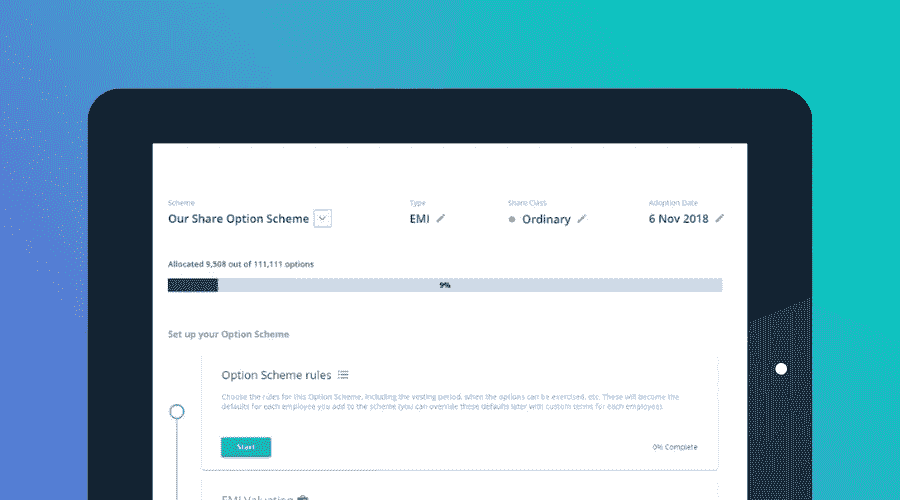 Scheme
Type
Share Class
Adoption Date
Our Share Option Scheme
EMI
Ordinary
6 Nov 2018
Allocated 9,508 out of 111,111 options
9%
Set up your Option Scheme
Option Scheme rules
Choose the rules for this Option Scheme, including the vesting period, when the options can be exercised, etc. These will become the
defaults for each employee you add to the scheme (you can override these defaults later with custom terms for each employee).
Start
0% Complete
EMI Valuation